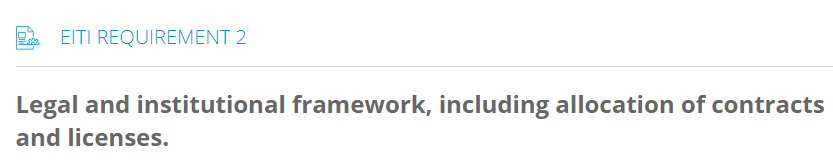 EITI REQUIREMENT 2
Legal and institutional framework, including allocation of contracts
and licenses.